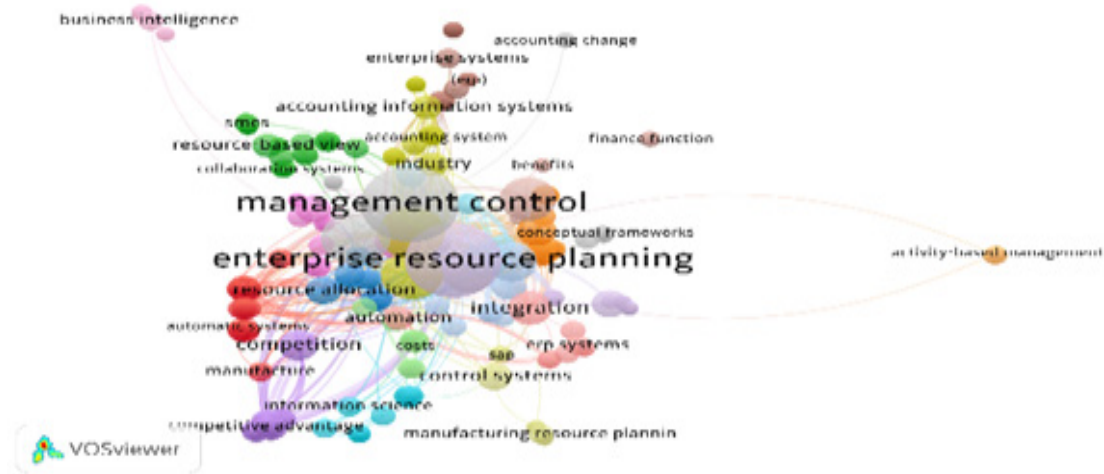 business intelligence
accounting change
enterprise systems
accounting information systems
smes
accounting system
finance function
resource based view
industry
benefits
collaboration systems
management control
conceptual frameworks
activity-based management
enterprise resource planning
resource allocation
integration
automation
automatic systems
competition
costs
erp systems
sap
manufacture
control systems
information science
competitive advantage
manufacturing resource plannin
VOSviewer